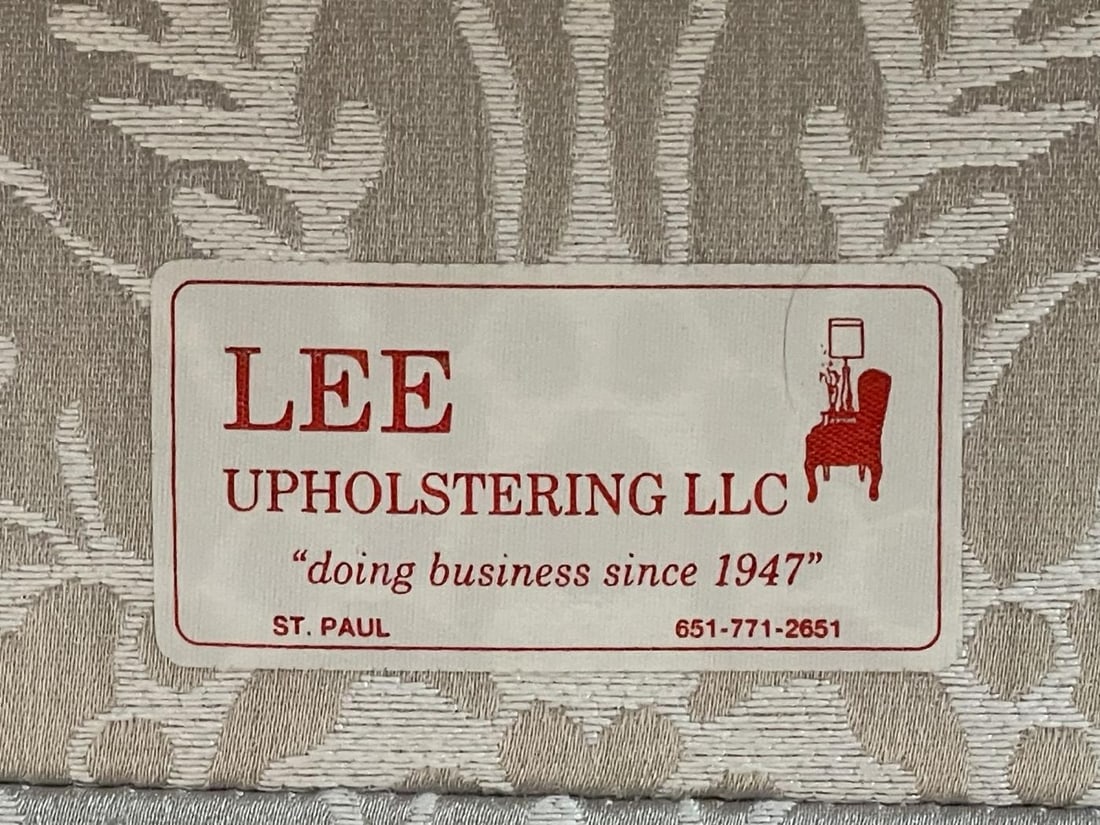 LEE
UPHOLSTERING LLC
“doing business since 1947”
ST. PAUL 651-771-2651